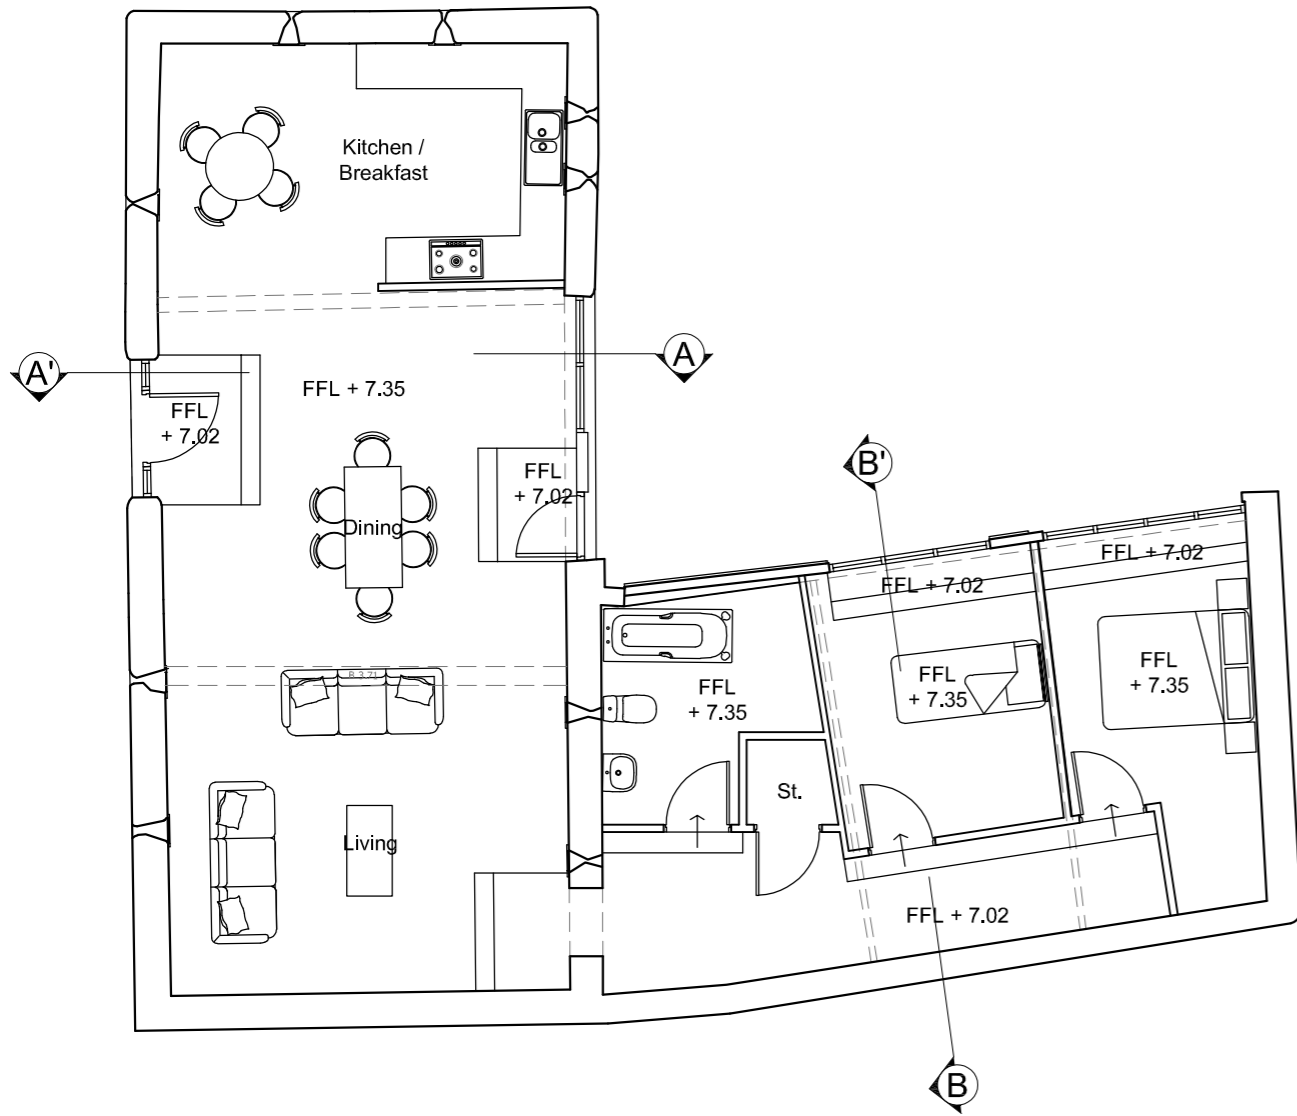 Kitchen /
Breakfast
A
A'
FFL + 7.35
FFL
+ 7.02
B'
FFL
+ 7.02
Dining
FFL + 7.02
FFL + 7.02
FFL
+ 7.35
FFL
+ 7.35
FFL
+ 7.35
St.
Living
FFL + 7.02
B